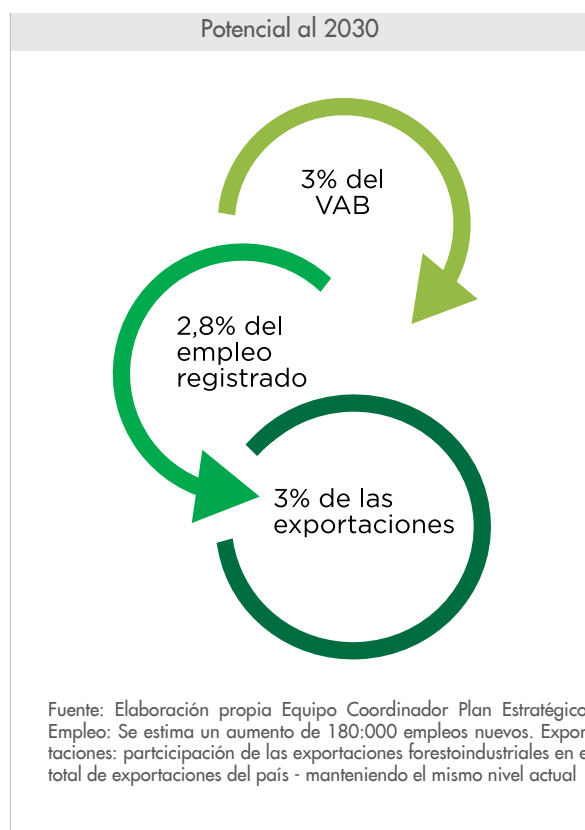 Potencial al 2030
3% del
VAB
2,8% del
empleo
registrado
3% de las
exportaciones
Fuente: Elaboración propia Equipo Coordinador Plan Estratégico
Empleo: Se estima un aumento de 180:000 empleos nuevos. Expor
taciones: partcicipación de las exportaciones forestoindustriales en e
total de exportaciones del país - manteniendo el mismo nivel actual